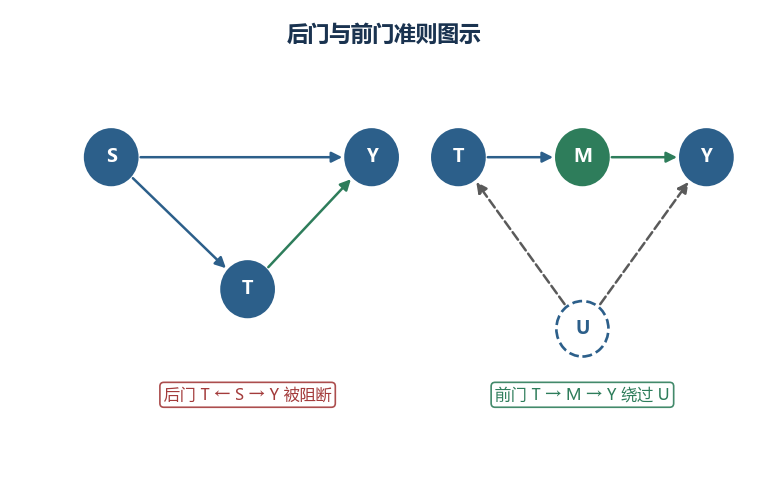 后门与前门准则图示
S
Y
T
M
Y
T
U
后门 T ← S → Y 被阻断
前门 T → M → Y 绕过 U